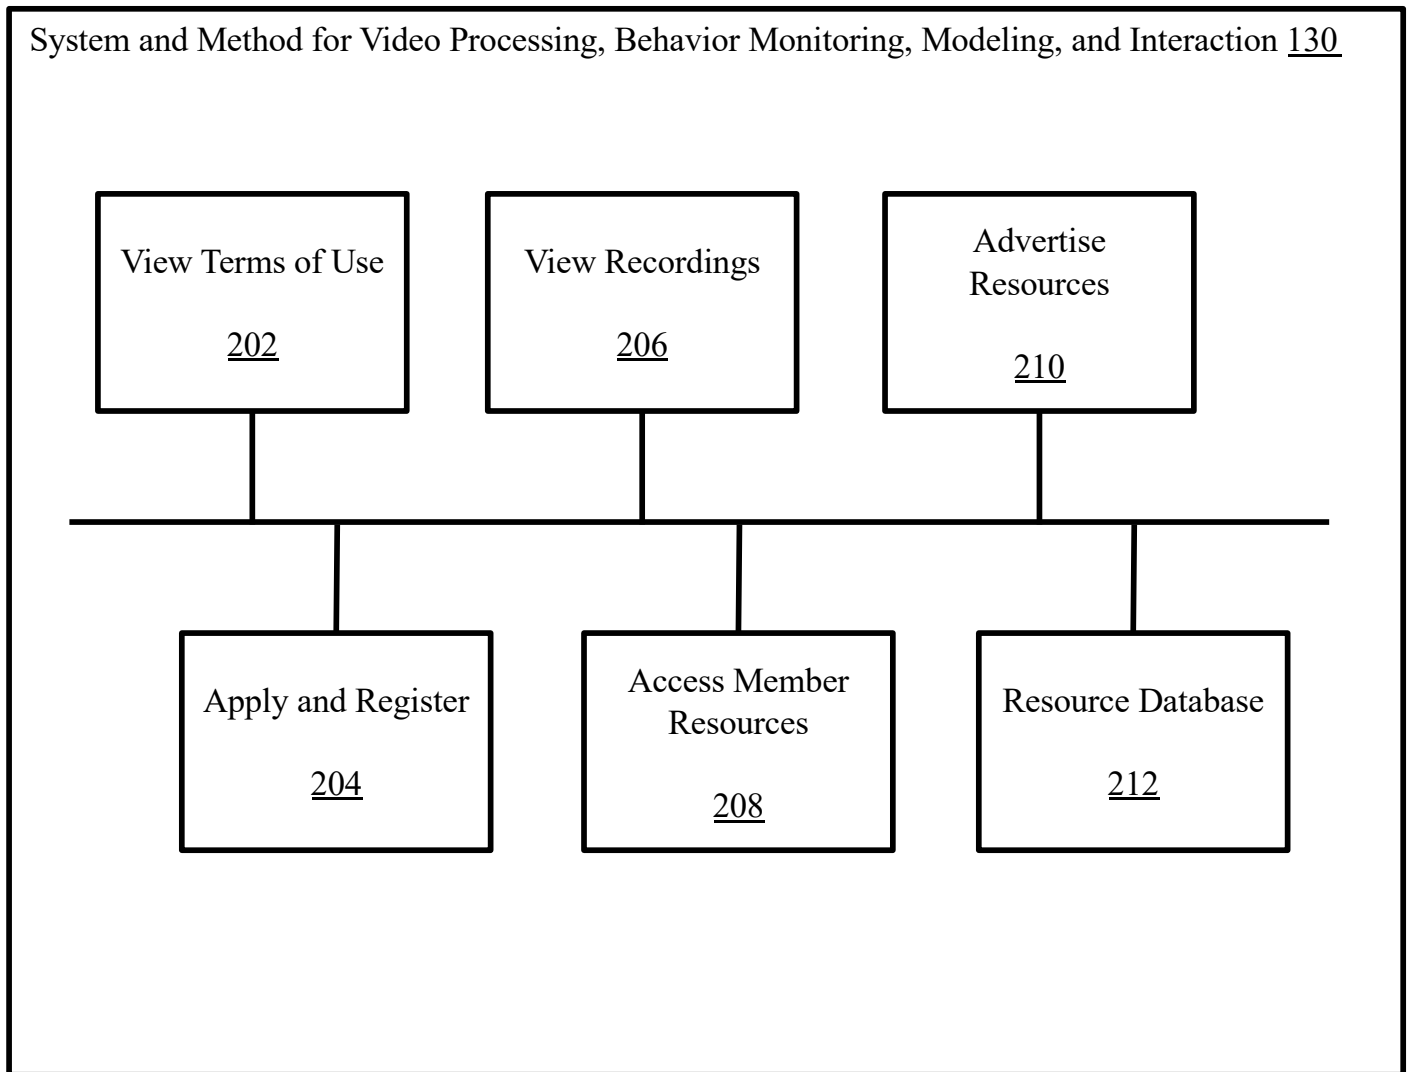 System and Method for Video Processing, Behavior Monitoring, Modeling, and Interaction 130
View Terms of Use
202
View Recordings
206
Advertise
Resources
210
Apply and Register
204
Access Member
Resources
208
Resource Database
212